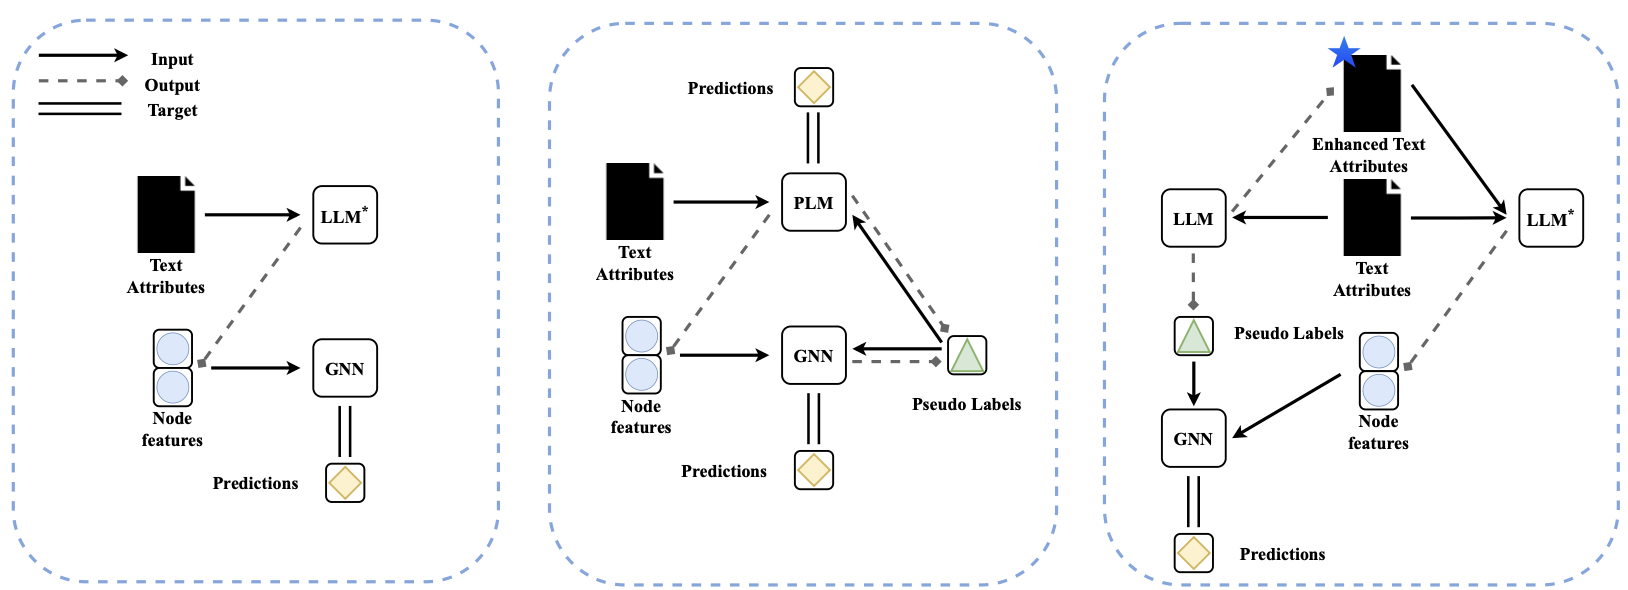 Input
Output
Target
LLM*
Text
Attributes
GNN
Node
features
Predictions
Predictions
PLM
Text
Attributes
GNN
Node
features
Pseudo Labels
Predictions
Enhanced Text
Attributes
LLM
LLM*
Text
Attributes
Pseudo Labels
Node
features
GNN
Predictions